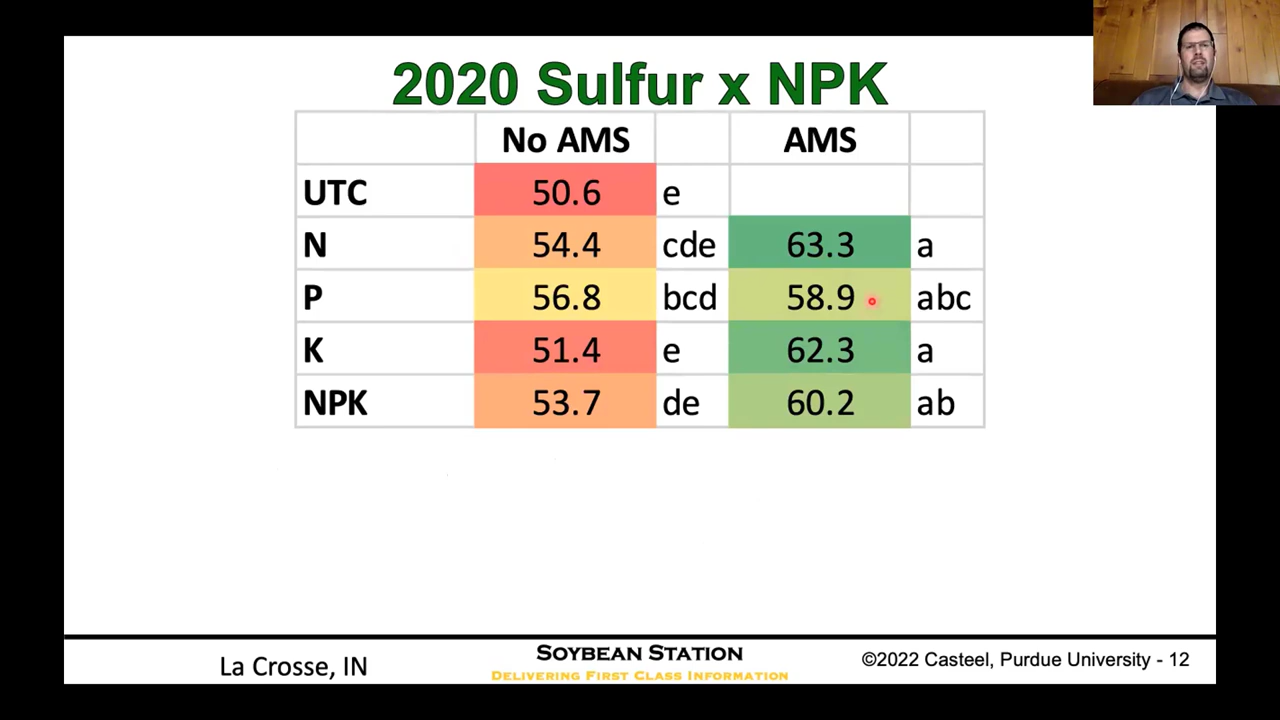 2020 Sulfur x NPK
No AMS AMS
UTC 50.6 e
N 54.4 cde 63.3 a
P 56.8 bcd 58.9 abc
K 51.4 e 62.3 a
NPK 53.7 de 60.2 ab
La Crosse, IN
Soybean Station
Delivering First Class Information
©2022 Casteel, Purdue University - 12